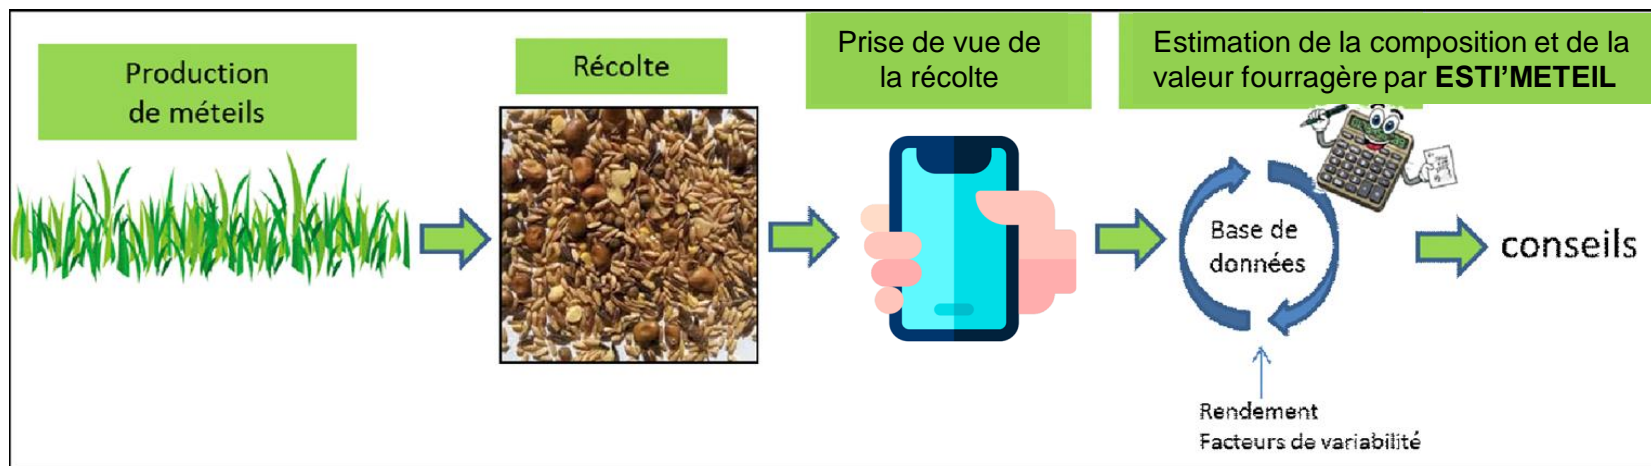 Production
de méteils
Récolte
Prise de vue de
la récolte
Estimation de la composition et de la
valeur fourragère par ESTI’METEIL
Base de
données
conseils
Rendement
Facteurs de variabilité